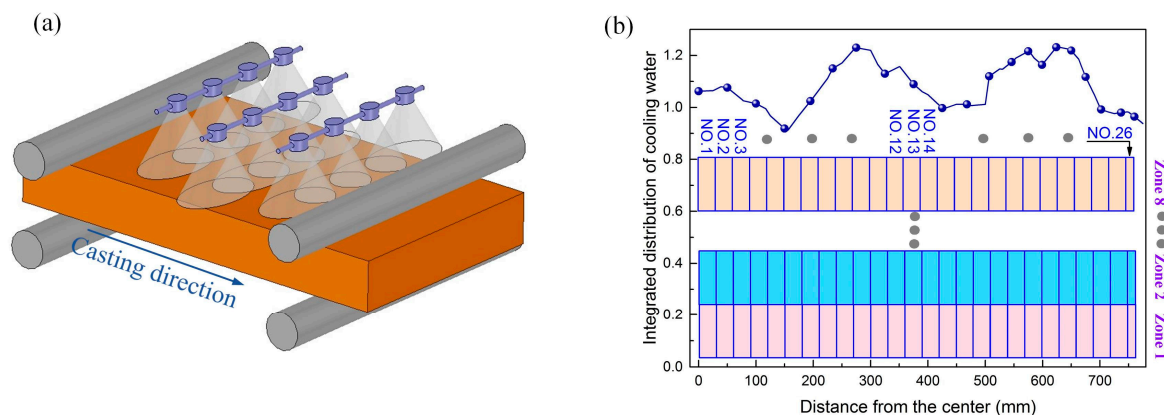 (a)
Casting direction
(b)
Integrated distribution of cooling water
1.2
1.0
0.8
0.6
0.4
0.2
0.0
NO.1
NO.2
NO.3
NO.12
NO.13
NO.14
NO.26
Zone 8
Zone 2
Zone 1
0 100 200 300 400 500 600 700
Distance from the center (mm)